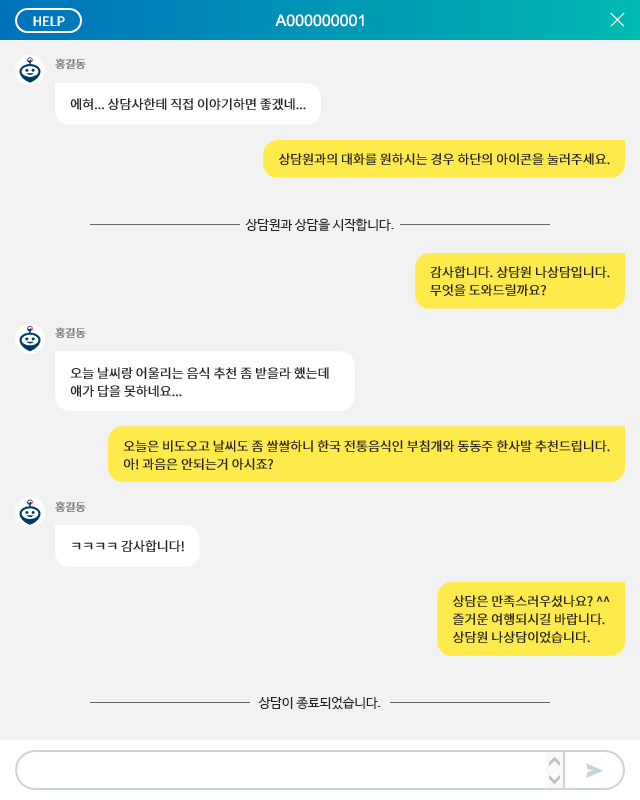 HELP
A000000001
홍길동
에혀... 상담사한테 직접 이야기하면 좋겠네...
상담원과의 대화를 원하시는 경우 하단의 아이콘을 눌러주세요.
상담원과 상담을 시작합니다.
감사합니다. 상담원 나상담입니다.
무엇을 도와드릴까요?
홍길동
오늘 날씨랑 어울리는 음식 추천 좀 받을라 했는데
얘가 답을 못하네요...
오늘은 비도오고 날씨도 좀 쌀쌀하니 한국 전통음식인 부침개와 동동주 한사발 추천드립니다.
아! 과음은 안되는거 아시죠?
홍길동
ㅋㅋㅋㅋ 감사합니다!
상담은 만족스러우셨나요? ^^
즐거운 여행되시길 바랍니다.
상담원 나상담이었습니다.
상담이 종료되었습니다.